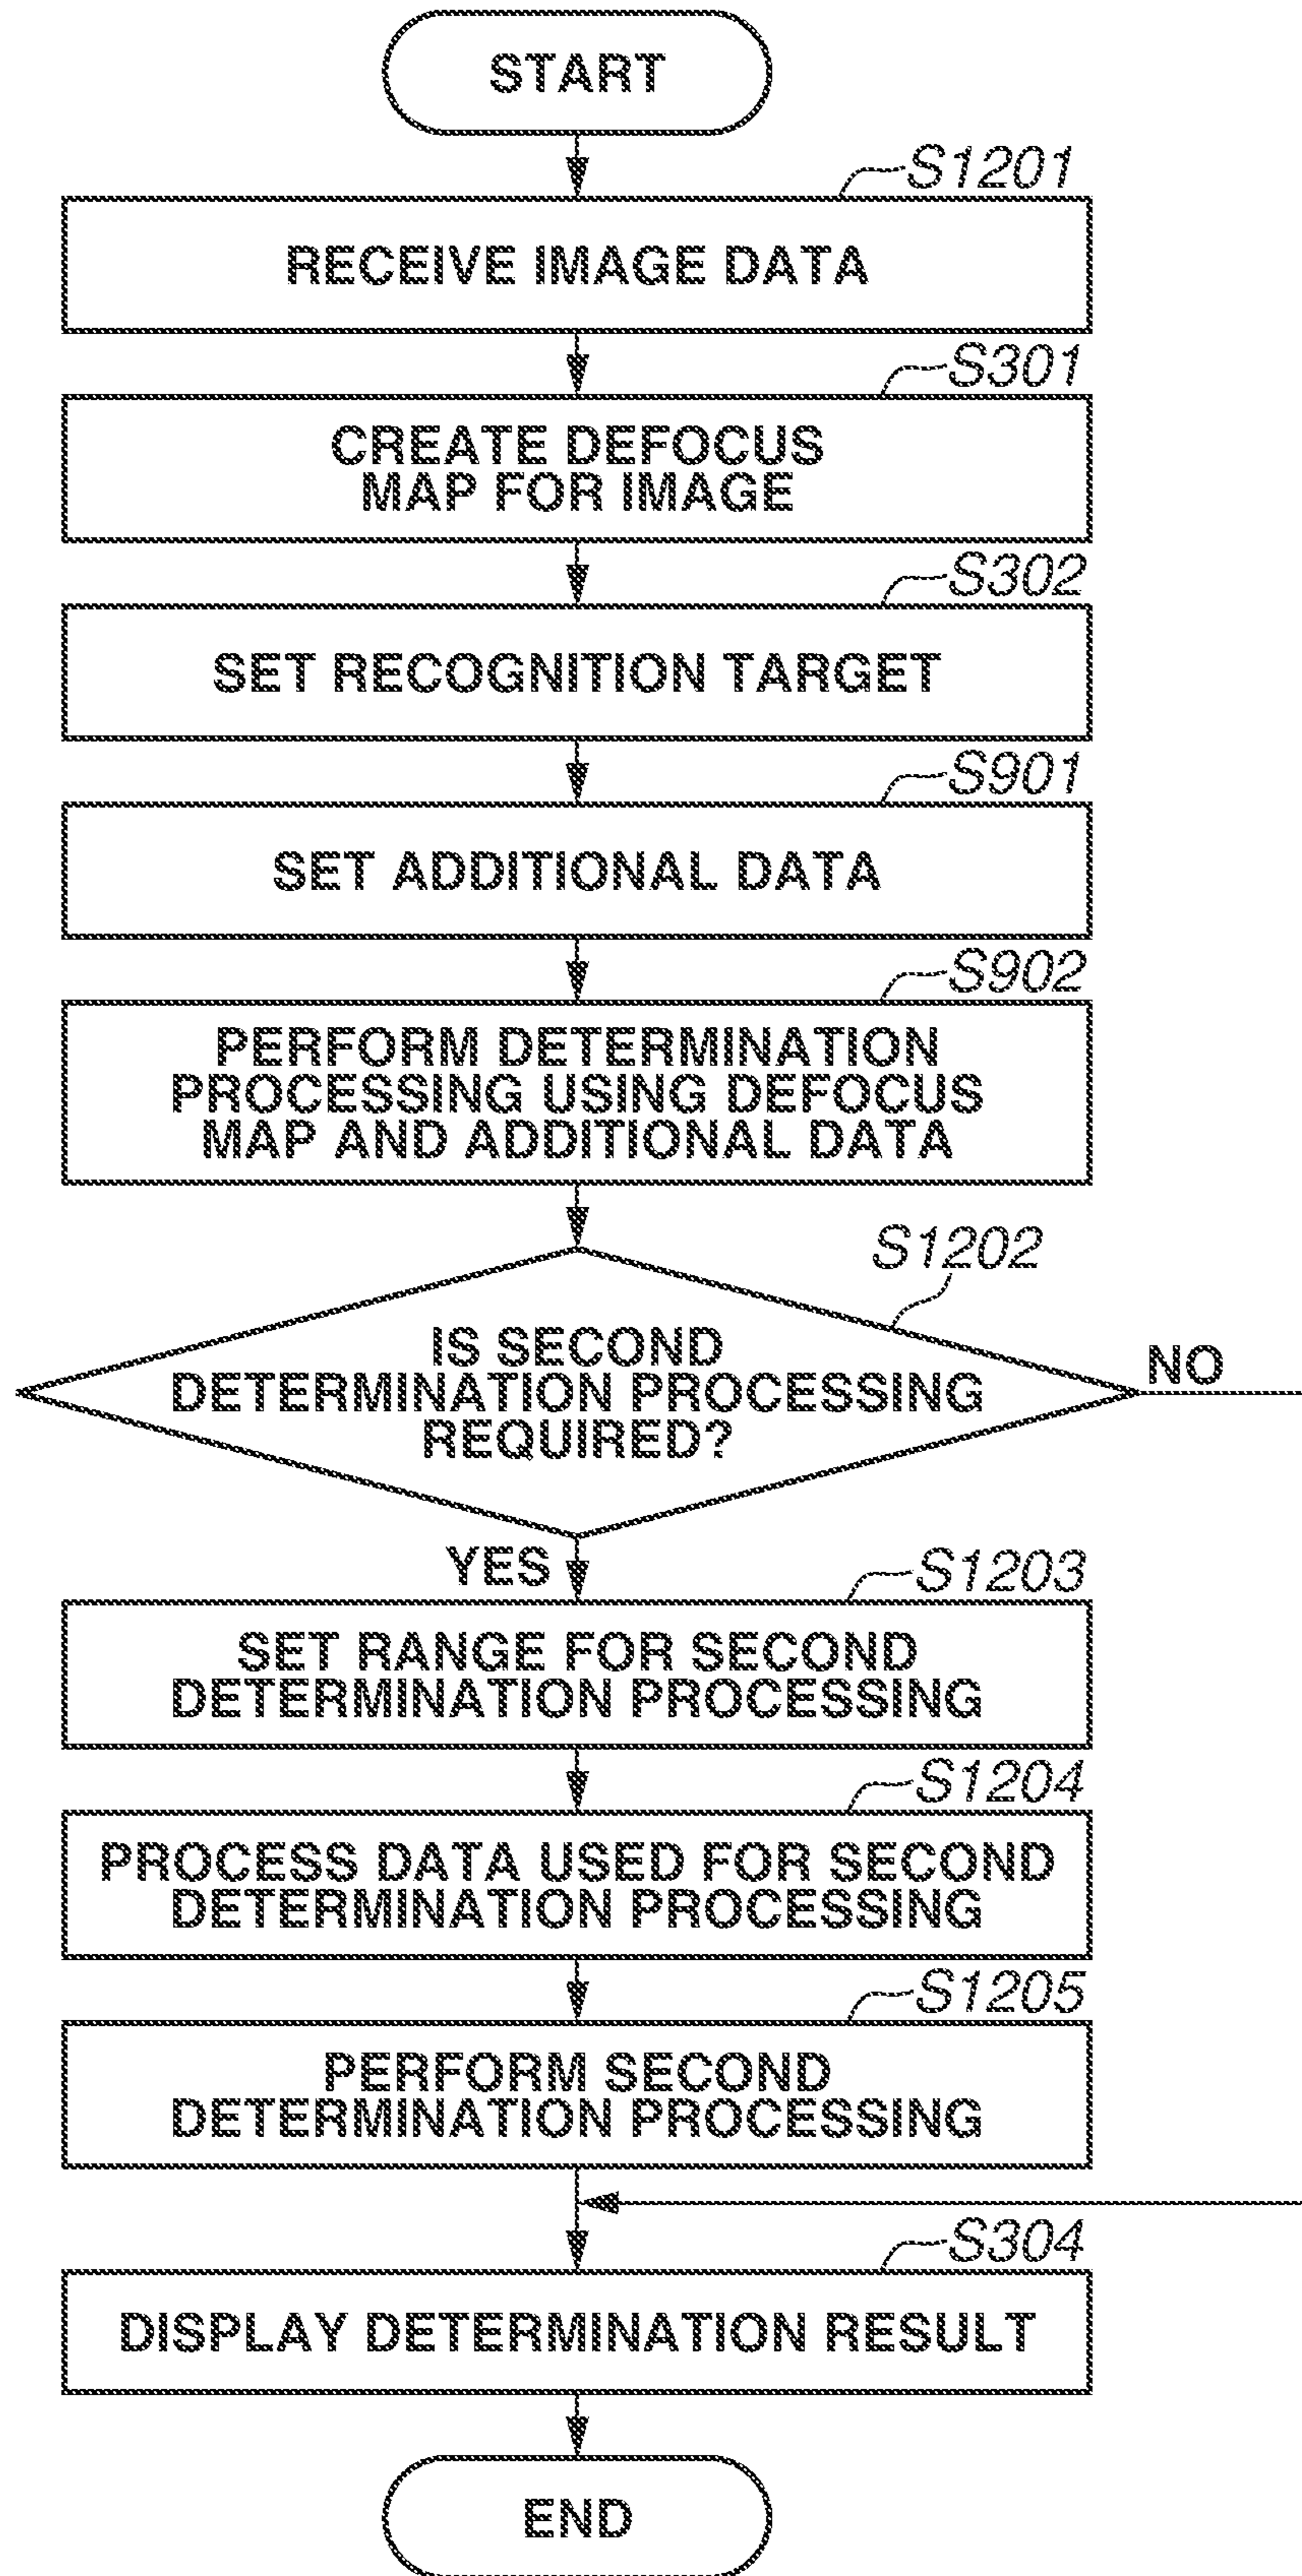 START
S1201
RECEIVE IMAGE DATA
S301
CREATE DEFOCUS
MAP FOR IMAGE
S302
SET RECOGNITION TARGET
S901
SET ADDITIONAL DATA
S902
PERFORM DETERMINATION
PROCESSING USING DEFOCUS
MAP AND ADDITIONAL DATA
S1202
IS SECOND
DETERMINATION PROCESSING
REQUIRED?
NO
YES
S1203
SET RANGE FOR SECOND
DETERMINATION PROCESSING
S1204
PROCESS DATA USED FOR SECOND
DETERMINATION PROCESSING
S1205
PERFORM SECOND
DETERMINATION PROCESSING
S304
DISPLAY DETERMINATION RESULT
END